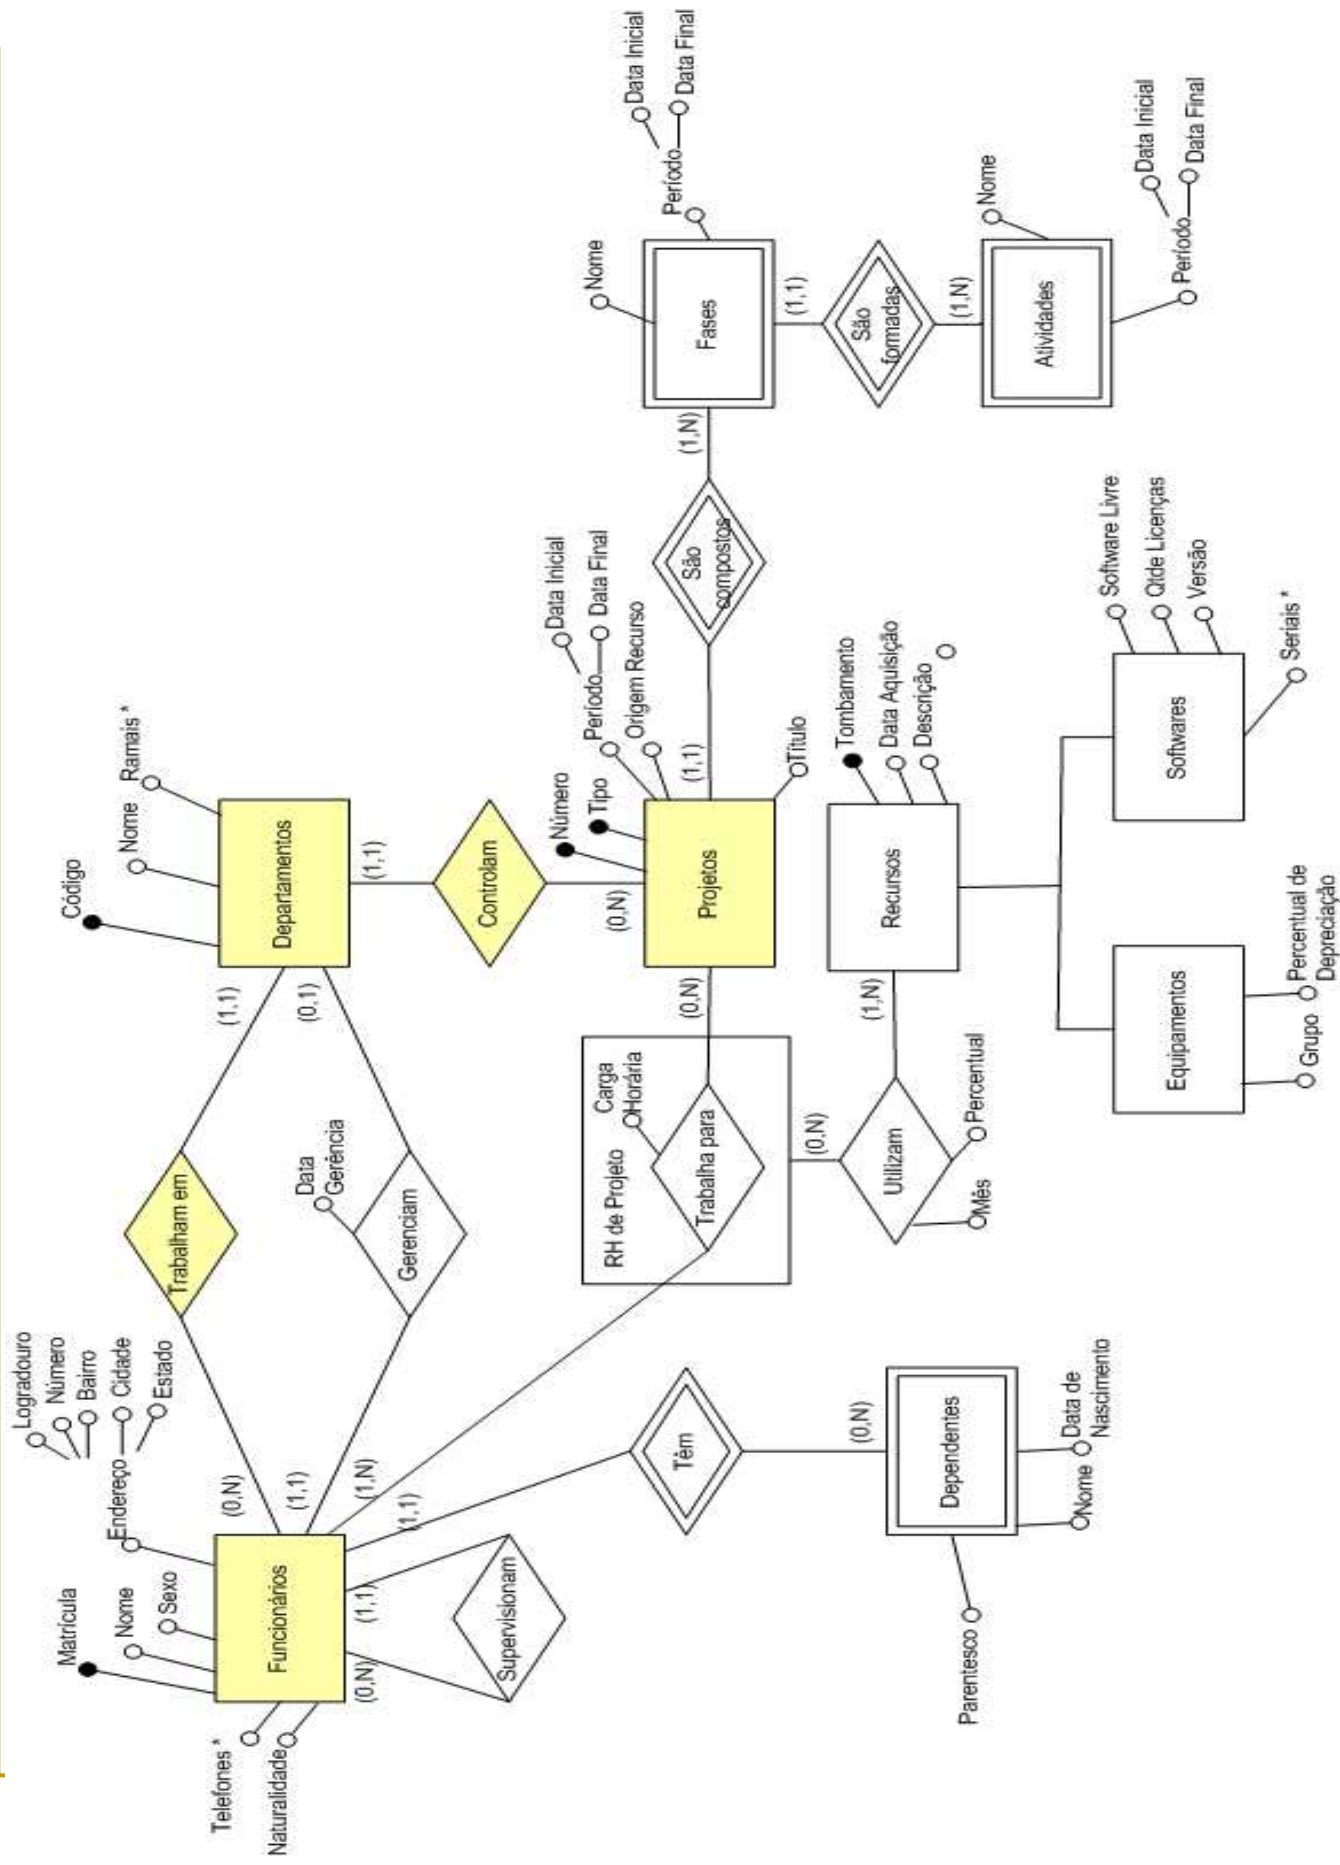 Matrícula
Nome
Sexo
Endereço
Logradouro
Número
Bairro
Cidade
Estado
Telefones *
Naturalidade
Funcionários
(0,N)
(1,1)
(1,N)
(1,1)
(1,1)
(0,N)
Trabalham em
(1,1)
Data
Gerência
Gerenciam
(0,1)
Código
Nome
Ramais *
Departamentos
(1,1)
Controlam
(0,N)
Supervisionam
Têm
(0,N)
Dependentes
Parentesco
Nome
Data de
Nascimento
RH de Projeto
Carga
Horária
Trabalha para
(0,N)
Número
Tipo
Período
Data Inicial
Data Final
Origem Recurso
Projetos
Título
(1,1)
São
compostos
(1,N)
Nome
Período
Data Inicial
Data Final
Fases
(1,1)
São
formadas
(1,N)
Nome
Atividades
Período
Data Inicial
Data Final
(0,N)
Utilizam
Mês
Percentual
(1,N)
Recursos
Tombamento
Data Aquisição
Descrição
Equipamentos
Grupo
Percentual de
Depreciação
Softwares
Software Livre
Qtde Licenças
Versão
Seriais *